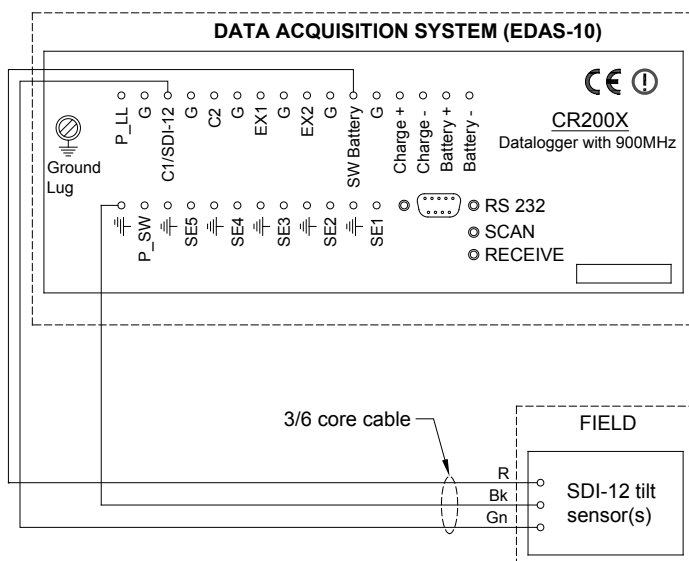 DATA ACQUISITION SYSTEM (EDAS-10)
P_LL
G
C1/SDI-12
G
C2
G
EX1
G
EX2
G
SW Battery
G
Charge +
Charge -
Battery +
Battery -
CE
CR200X
Datalogger with 900MHz
Ground
Lug
P_SW
SE5
SE4
SE3
SE2
SE1
RS 232
SCAN
RECEIVE
3/6 core cable
FIELD
R
Bk
Gn
SDI-12 tilt
sensor(s)